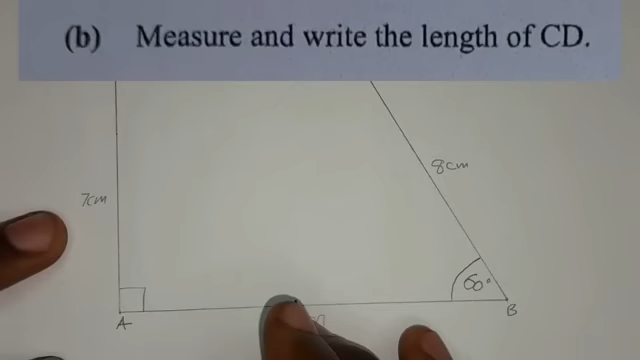 (b) Measure and write the length of CD.
8cm
7cm
60°
A
B